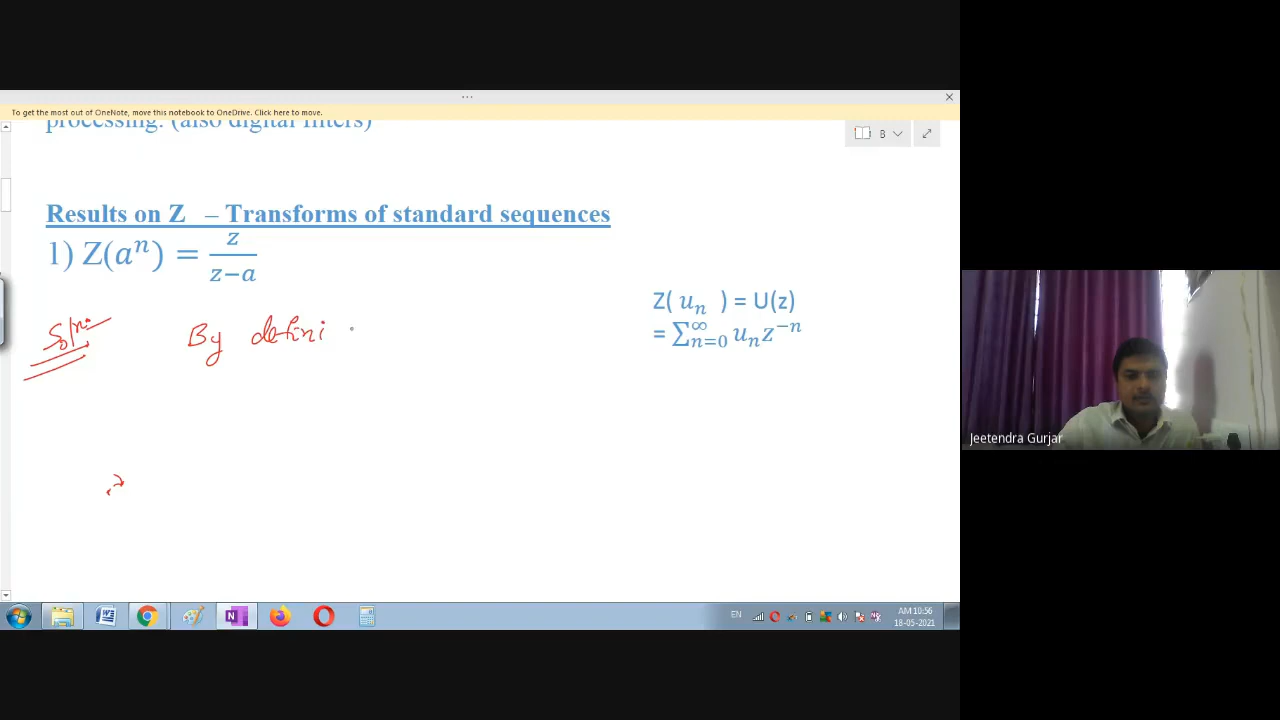 To get the most out of OneNote, move this notebook to OneDrive. Click here to move.
processing. (also digital filters)
B
Results on Z – Transforms of standard sequences
1) Z(aⁿ) = z/(z−a)
Z( uₙ ) = U(z)
= ∑_{n=0}^{∞} uₙ z⁻ⁿ
Solⁿ:
By defini
Jeetendra Gurjar
EN
AM 10:56
18-05-2021